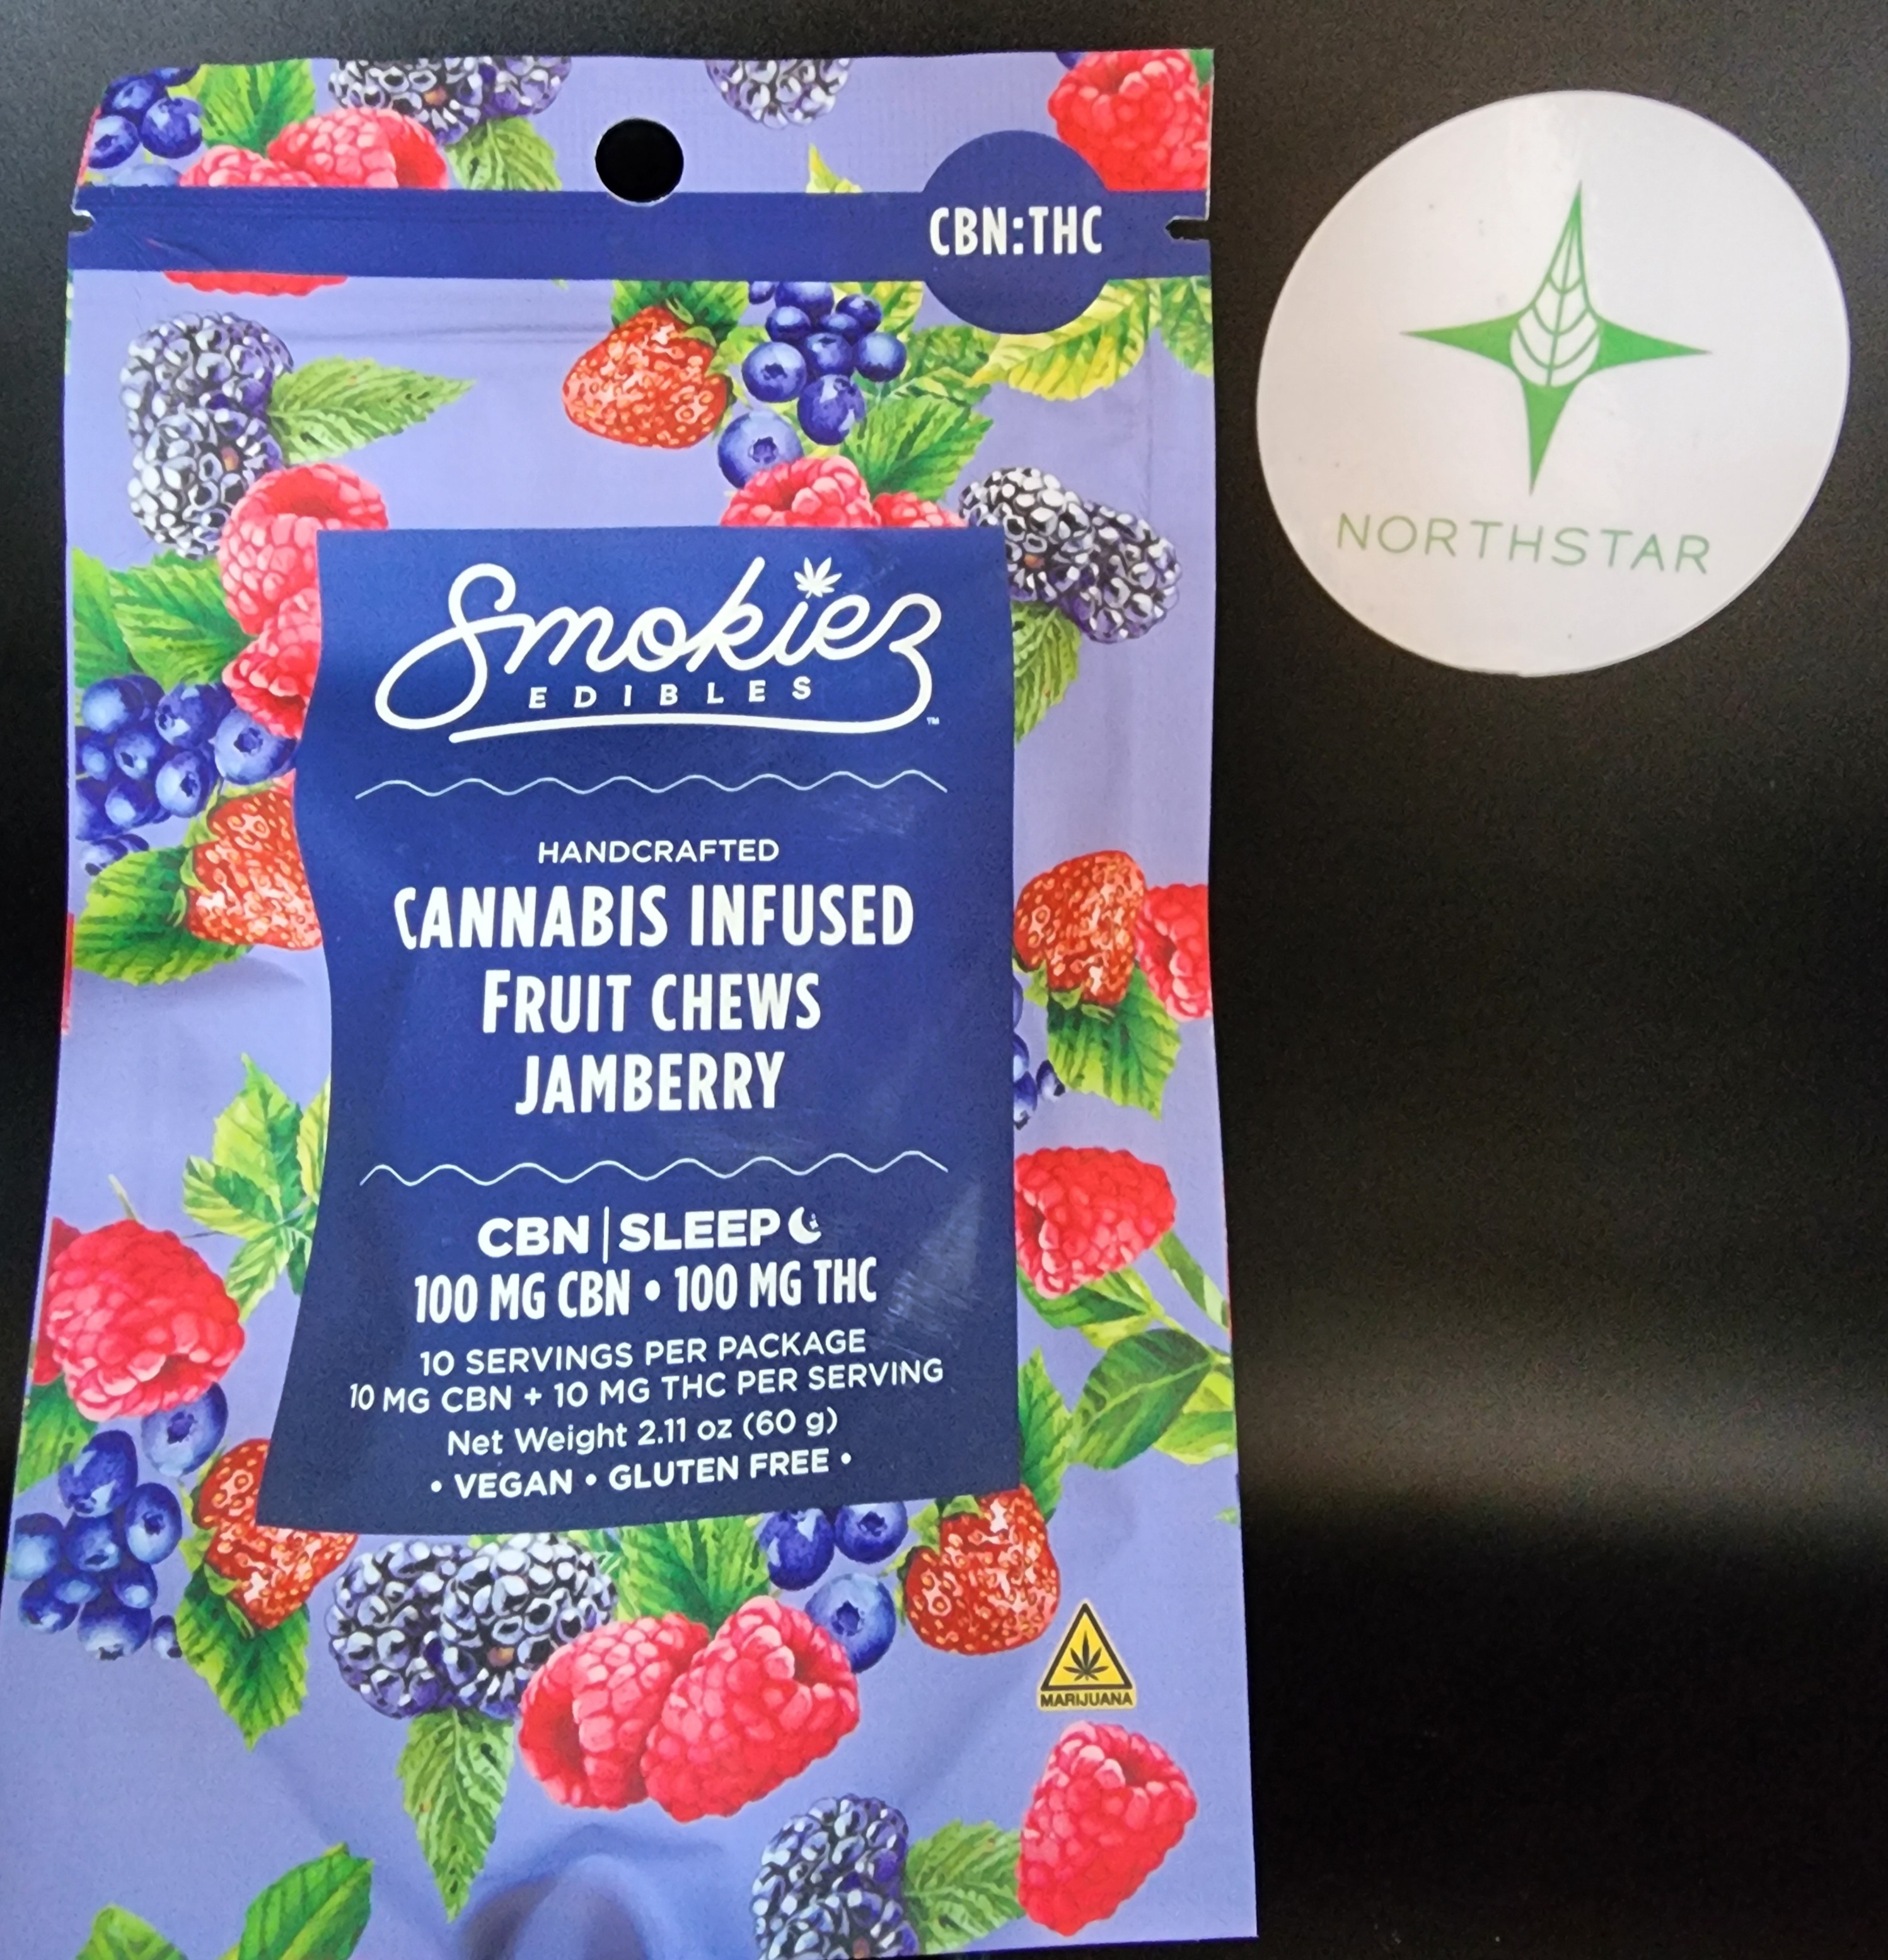 CBN:THC
Smokiez
EDIBLES
™
HANDCRAFTED
CANNABIS INFUSED
FRUIT CHEWS
JAMBERRY
CBN | SLEEP
100 MG CBN • 100 MG THC
10 SERVINGS PER PACKAGE
10 MG CBN + 10 MG THC PER SERVING
Net Weight 2.11 oz (60 g)
• VEGAN • GLUTEN FREE •
MARIJUANA
NORTHSTAR